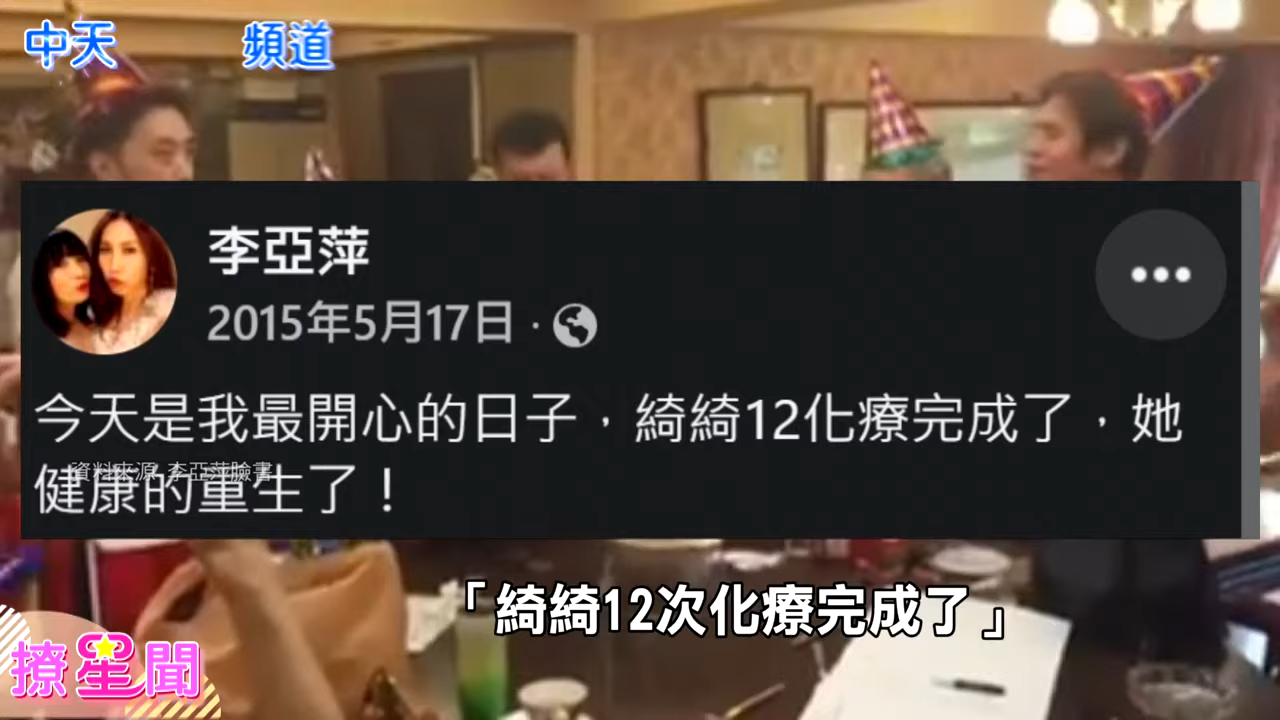 中天 頻道
李亞萍
2015年5月17日 ·
今天是我最開心的日子，綺綺12化療完成了，她
健康的重生了！
資料來源 李亞萍臉書
「綺綺12次化療完成了」
撩星聞